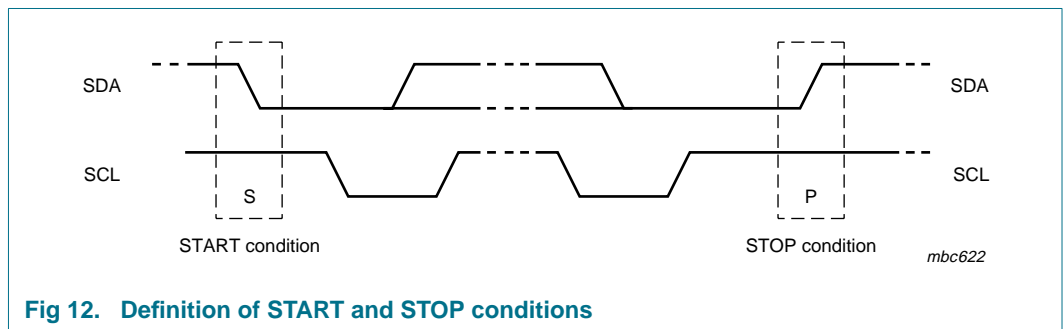 SDA SDA
SCL SCL
S P
START condition STOP condition
mbc622
Fig 12. Definition of START and STOP conditions